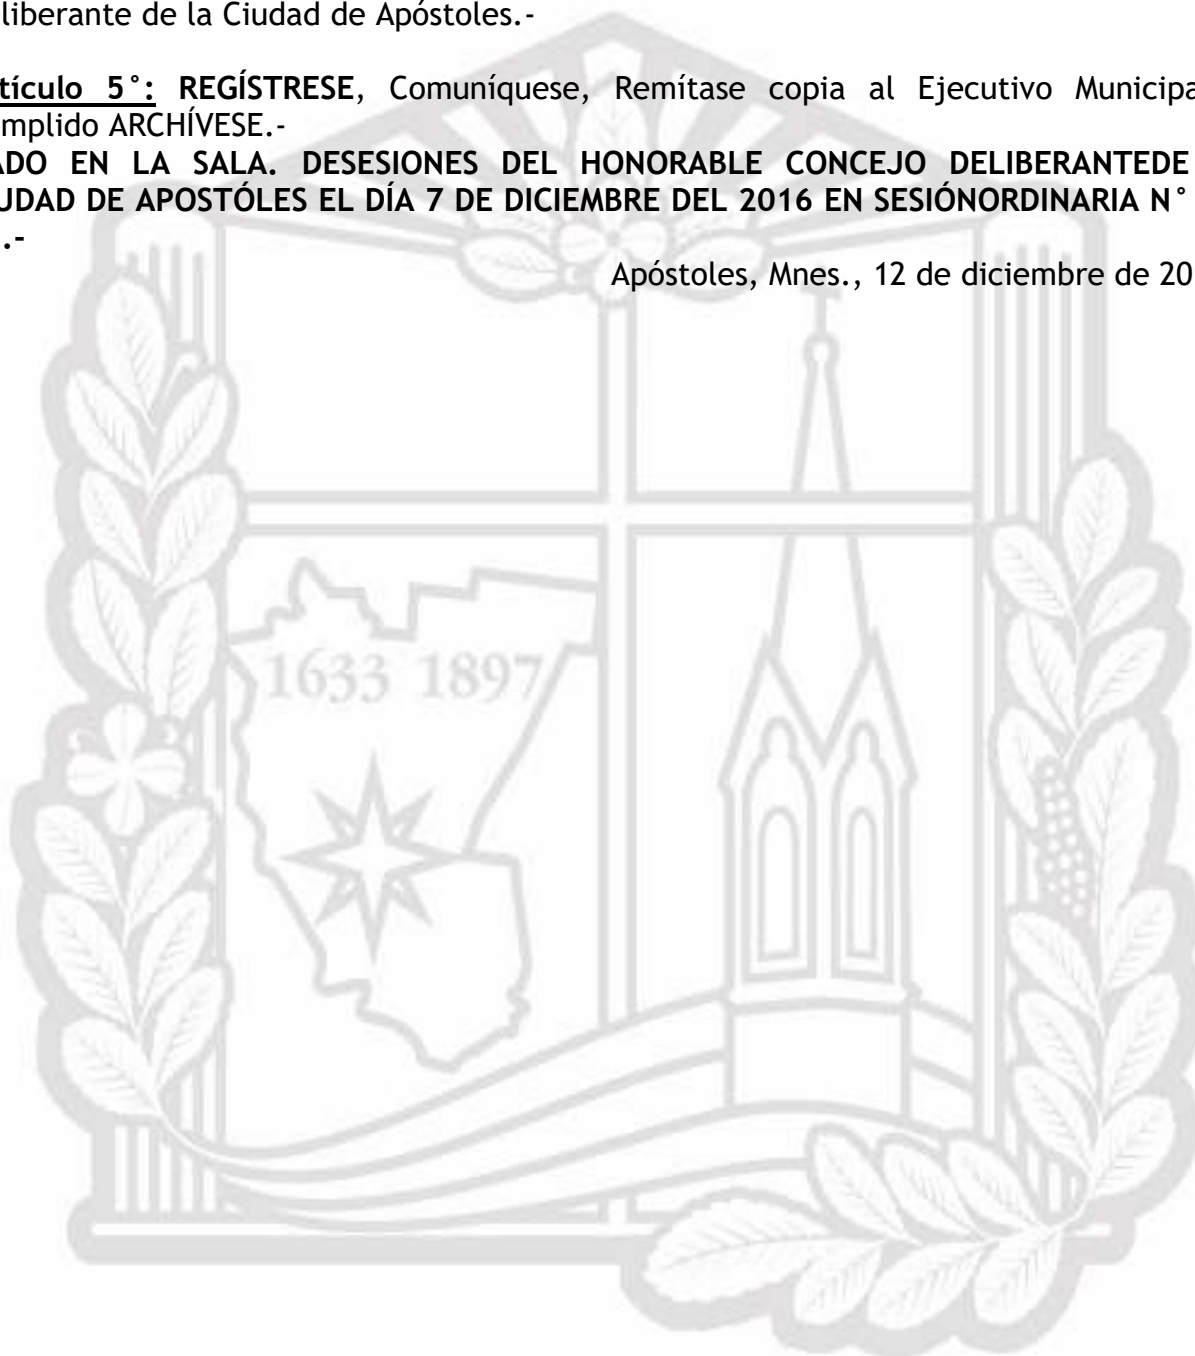 liberante de la Ciudad de Apóstoles.-
tículo 5°: REGÍSTRESE, Comuníquese, Remítase copia al Ejecutivo Municipa
mplido ARCHÍVESE.-
ADO EN LA SALA. DESESIONES DEL HONORABLE CONCEJO DELIBERANTEDE
UDAD DE APOSTÓLES EL DÍA 7 DE DICIEMBRE DEL 2016 EN SESIÓNORDINARIA N°
.-
Apóstoles, Mnes., 12 de diciembre de 20
1633 1897